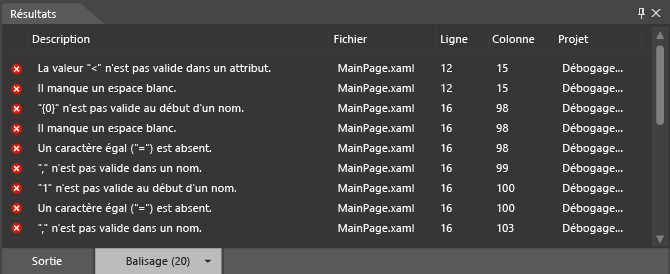 Résultats
Description Fichier Ligne Colonne Projet
La valeur "<" n'est pas valide dans un attribut. MainPage.xaml 12 15 Débogage...
Il manque un espace blanc. MainPage.xaml 12 15 Débogage...
"{0}" n'est pas valide au début d'un nom. MainPage.xaml 16 98 Débogage...
Il manque un espace blanc. MainPage.xaml 16 98 Débogage...
Un caractère égal ("=") est absent. MainPage.xaml 16 98 Débogage...
"," n'est pas valide dans un nom. MainPage.xaml 16 99 Débogage...
"1" n'est pas valide au début d'un nom. MainPage.xaml 16 100 Débogage...
Un caractère égal ("=") est absent. MainPage.xaml 16 100 Débogage...
"," n'est pas valide dans un nom. MainPage.xaml 16 103 Débogage...
Sortie Balisage (20)